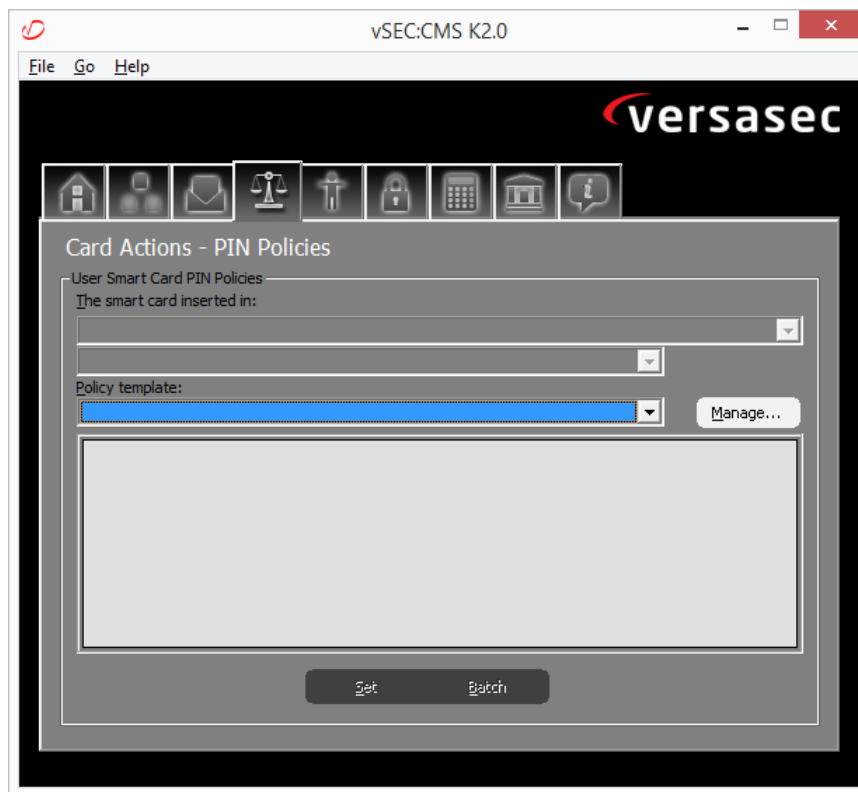 vSEC:CMS K2.0
File Go Help
versasec
Card Actions - PIN Policies
User Smart Card PIN Policies
The smart card inserted in:
Policy template:
Manage...
Set Batch